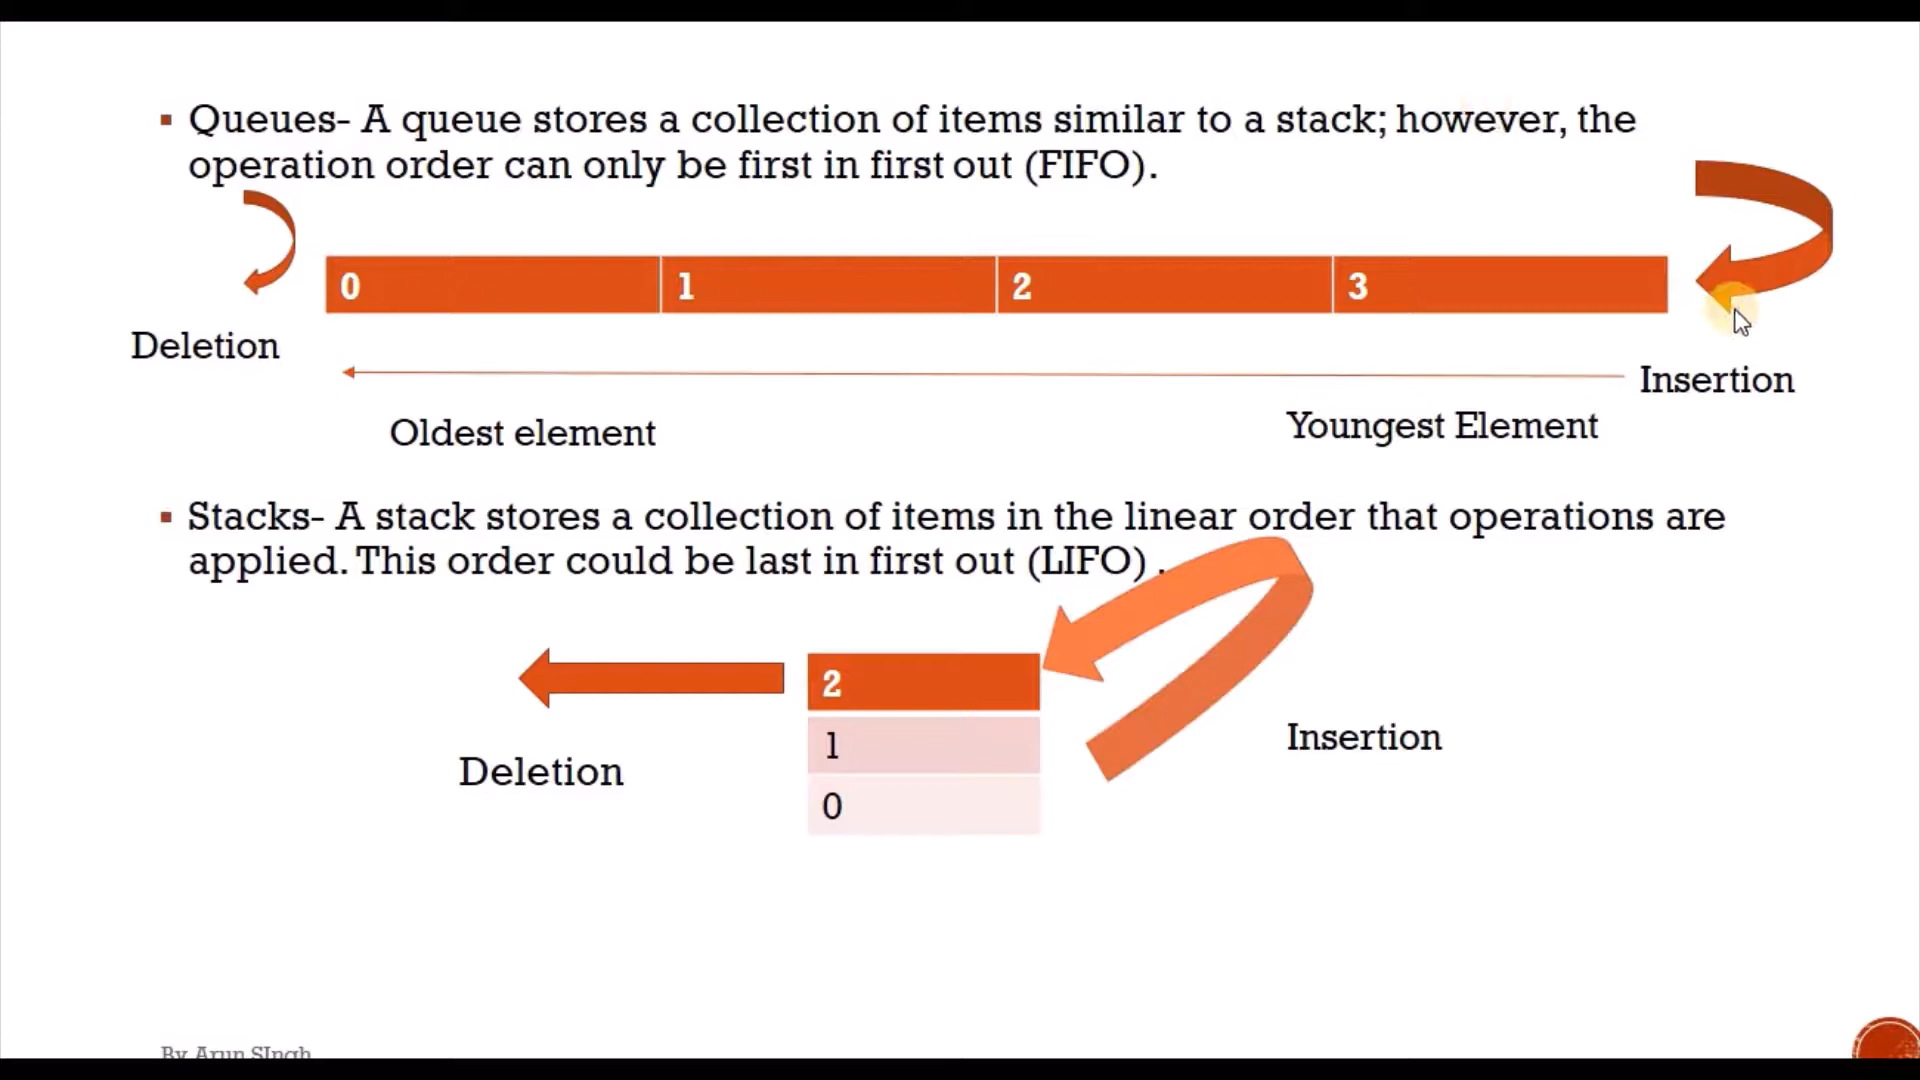 Queues- A queue stores a collection of items similar to a stack; however, the
operation order can only be first in first out (FIFO).
0 1 2 3
Deletion
Insertion
Oldest element
Youngest Element
Stacks- A stack stores a collection of items in the linear order that operations are
applied. This order could be last in first out (LIFO) .
2
1
0
Insertion
Deletion
By Arun SIngh